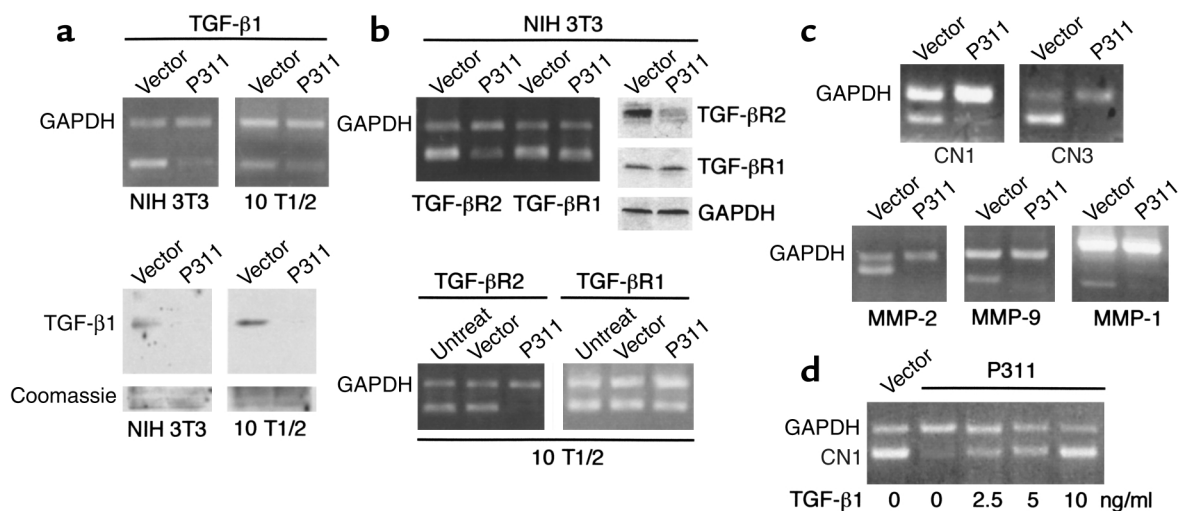 a
TGF-β1
Vector P311 Vector P311
GAPDH
NIH 3T3 10 T1/2
Vector P311 Vector P311
TGF-β1
Coomassie
NIH 3T3 10 T1/2
b
NIH 3T3
Vector P311 Vector P311 Vector P311
GAPDH
TGF-βR2 TGF-βR1
TGF-βR2
TGF-βR1
GAPDH
TGF-βR2 TGF-βR1
Untreat Vector P311 Untreat Vector P311
GAPDH
10 T1/2
c
Vector P311 Vector P311
GAPDH
CN1 CN3
Vector P311 Vector P311 Vector P311
GAPDH
MMP-2 MMP-9 MMP-1
d
Vector P311
GAPDH
CN1
TGF-β1 0 0 2.5 5 10 ng/ml